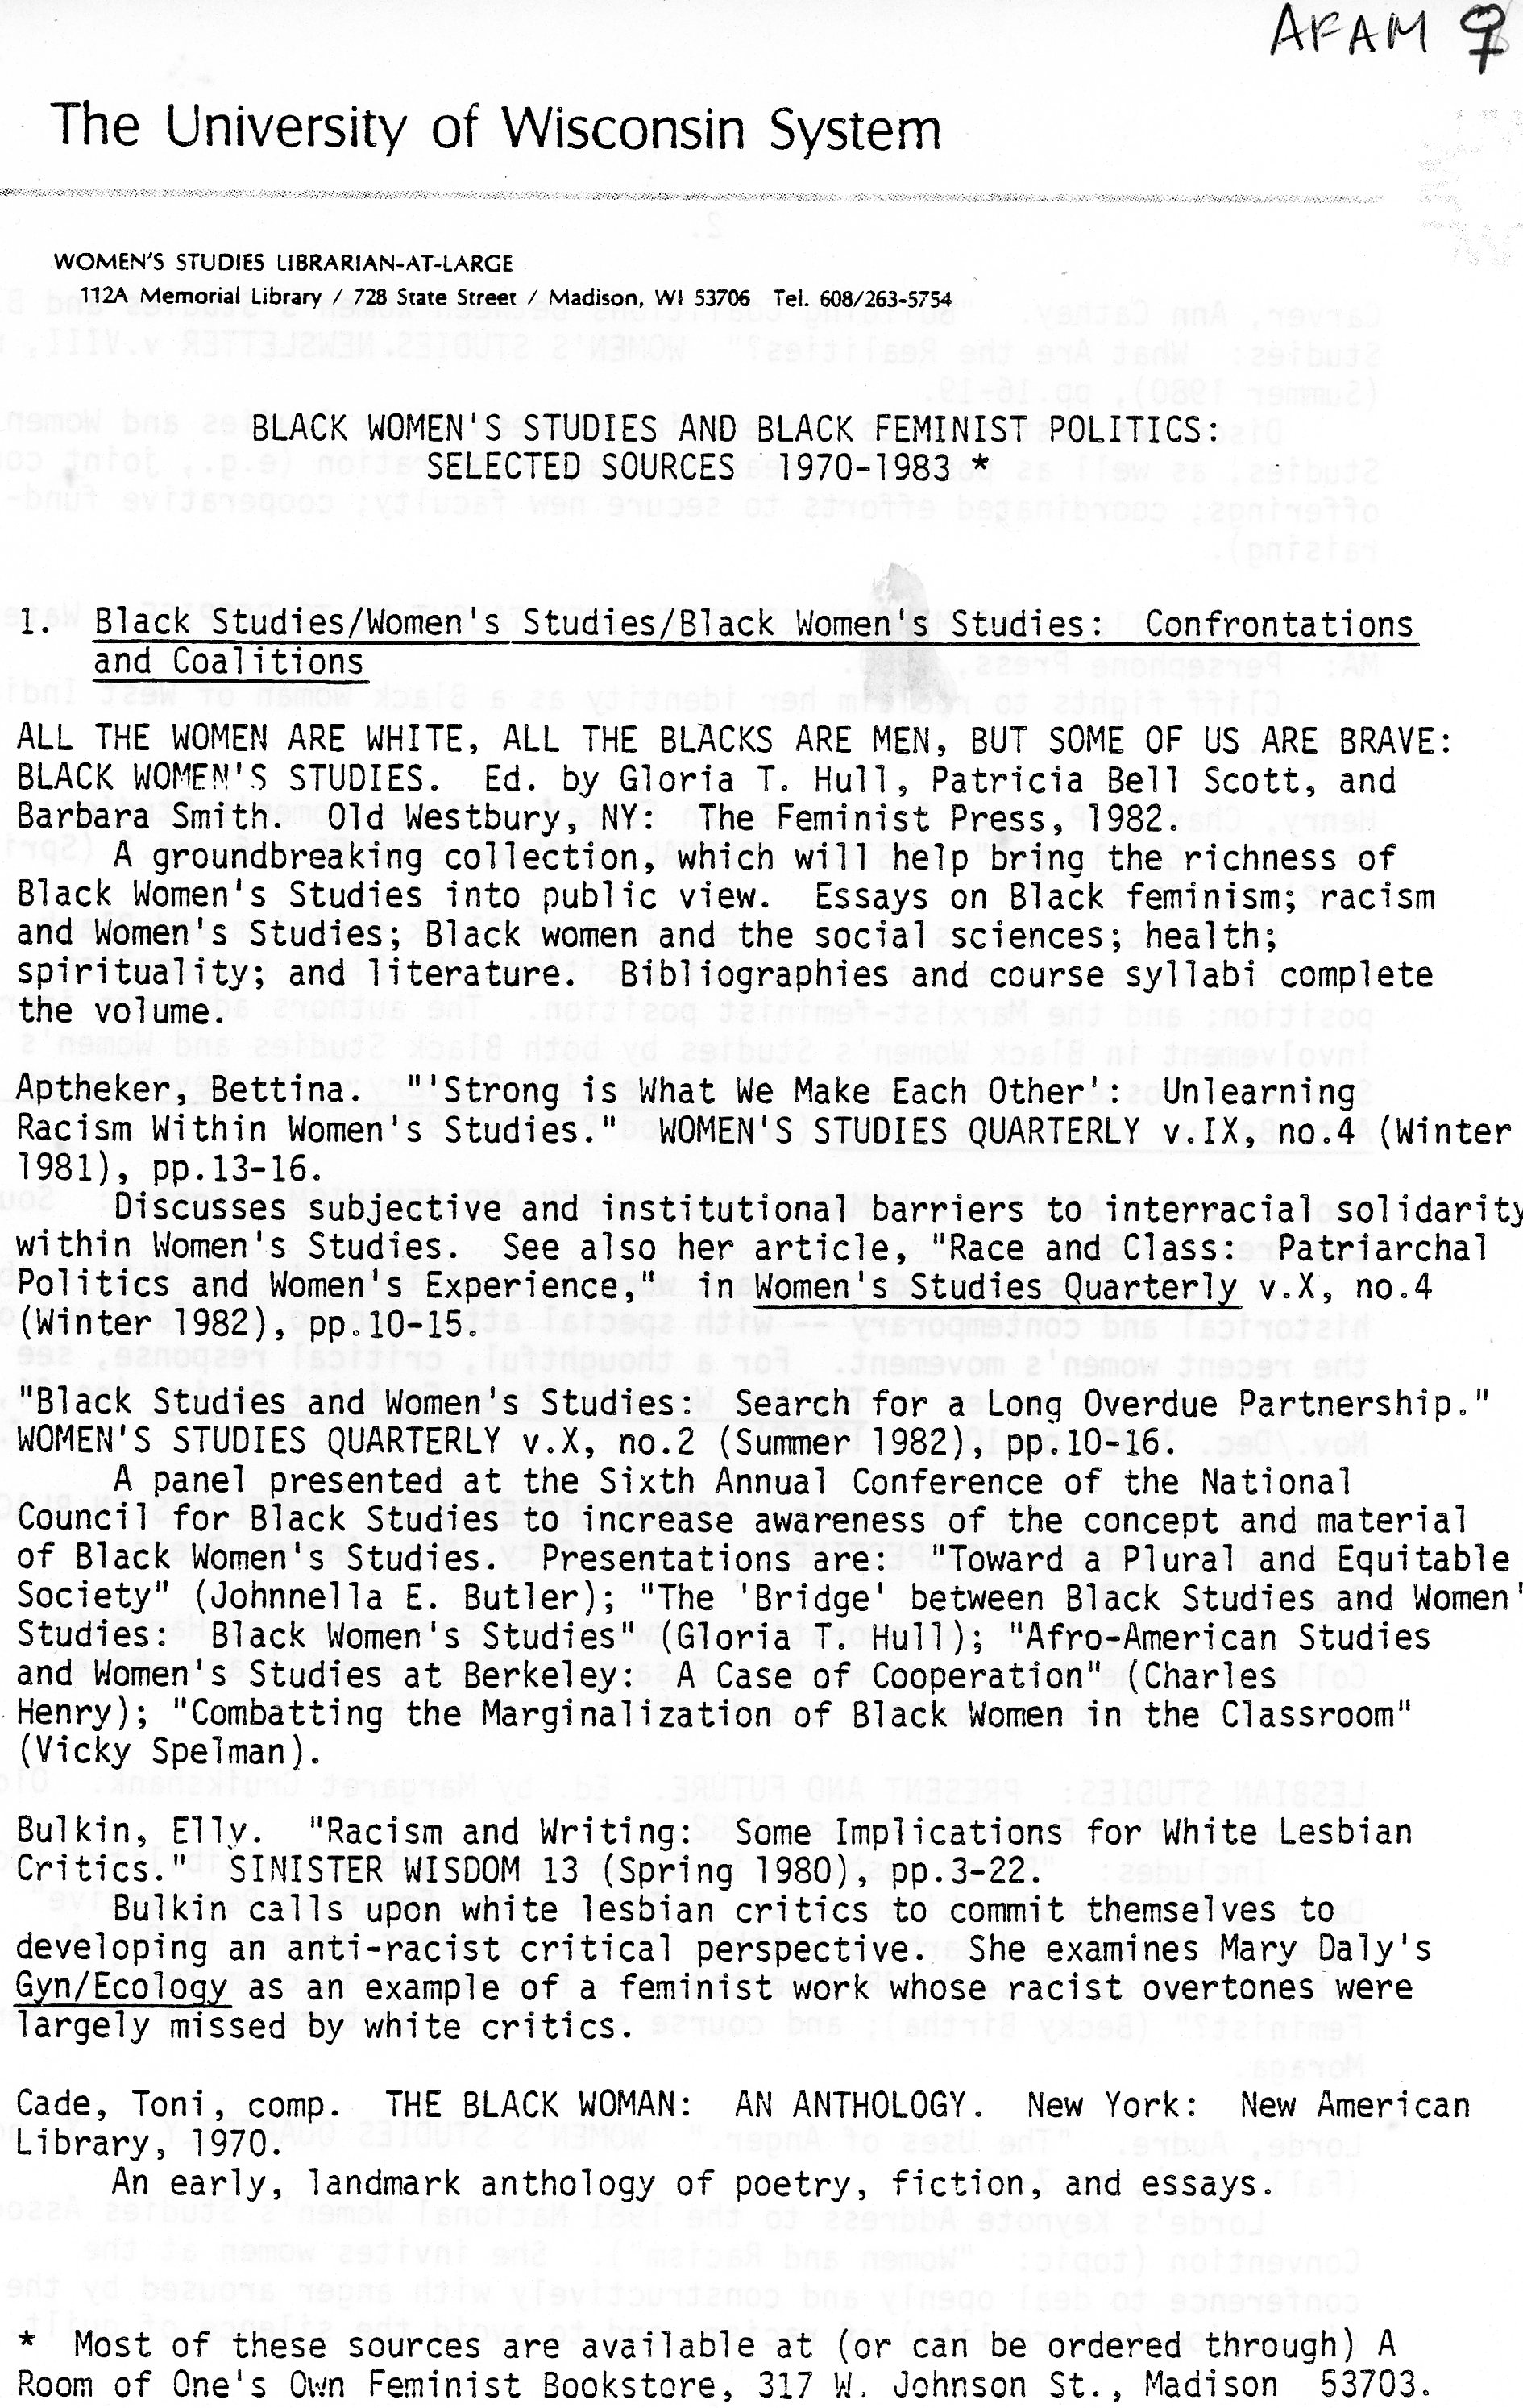 AFAM ♀
The University of Wisconsin System
WOMEN'S STUDIES LIBRARIAN-AT-LARGE
112A Memorial Library / 728 State Street / Madison, WI 53706 Tel. 608/263-5754
BLACK WOMEN'S STUDIES AND BLACK FEMINIST POLITICS:
SELECTED SOURCES 1970-1983 *
1. Black Studies/Women's Studies/Black Women's Studies: Confrontations
and Coalitions
ALL THE WOMEN ARE WHITE, ALL THE BLACKS ARE MEN, BUT SOME OF US ARE BRAVE:
BLACK WOMEN'S STUDIES. Ed. by Gloria T. Hull, Patricia Bell Scott, and
Barbara Smith. Old Westbury, NY: The Feminist Press, 1982.
A groundbreaking collection, which will help bring the richness of
Black Women's Studies into public view. Essays on Black feminism; racism
and Women's Studies; Black women and the social sciences; health;
spirituality; and literature. Bibliographies and course syllabi complete
the volume.
Aptheker, Bettina. "'Strong is What We Make Each Other': Unlearning
Racism Within Women's Studies." WOMEN'S STUDIES QUARTERLY v.IX, no.4 (Winter
1981), pp.13-16.
Discusses subjective and institutional barriers to interracial solidarity
within Women's Studies. See also her article, "Race and Class: Patriarchal
Politics and Women's Experience," in Women's Studies Quarterly v.X, no.4
(Winter 1982), pp.10-15.
"Black Studies and Women's Studies: Search for a Long Overdue Partnership."
WOMEN'S STUDIES QUARTERLY v.X, no.2 (Summer 1982), pp.10-16.
A panel presented at the Sixth Annual Conference of the National
Council for Black Studies to increase awareness of the concept and material
of Black Women's Studies. Presentations are: "Toward a Plural and Equitable
Society" (Johnnella E. Butler); "The 'Bridge' between Black Studies and Women'
Studies: Black Women's Studies" (Gloria T. Hull); "Afro-American Studies
and Women's Studies at Berkeley: A Case of Cooperation" (Charles
Henry); "Combatting the Marginalization of Black Women in the Classroom"
(Vicky Spelman).
Bulkin, Elly. "Racism and Writing: Some Implications for White Lesbian
Critics." SINISTER WISDOM 13 (Spring 1980), pp.3-22.
Bulkin calls upon white lesbian critics to commit themselves to
developing an anti-racist critical perspective. She examines Mary Daly's
Gyn/Ecology as an example of a feminist work whose racist overtones were
largely missed by white critics.
Cade, Toni, comp. THE BLACK WOMAN: AN ANTHOLOGY. New York: New American
Library, 1970.
An early, landmark anthology of poetry, fiction, and essays.
* Most of these sources are available at (or can be ordered through) A
Room of One's Own Feminist Bookstore, 317 W. Johnson St., Madison 53703.